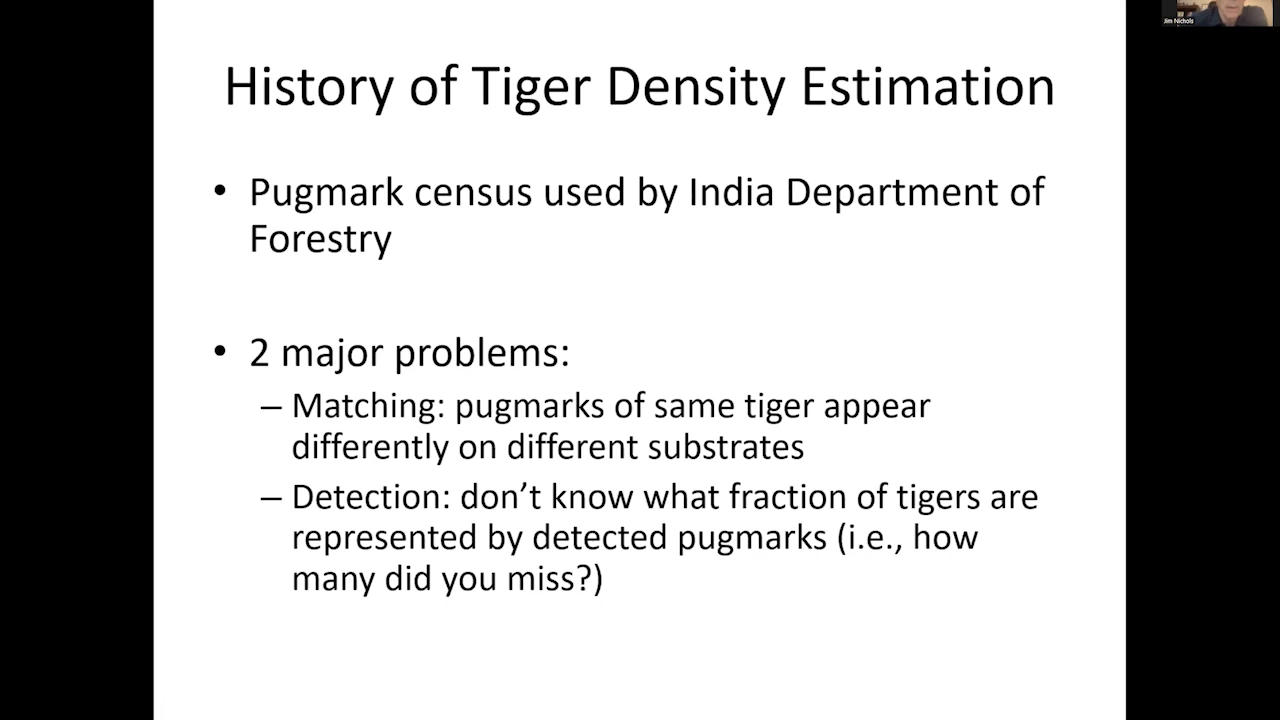 Jim Nichols
History of Tiger Density Estimation
• Pugmark census used by India Department of
Forestry
• 2 major problems:
– Matching: pugmarks of same tiger appear
differently on different substrates
– Detection: don’t know what fraction of tigers are
represented by detected pugmarks (i.e., how
many did you miss?)